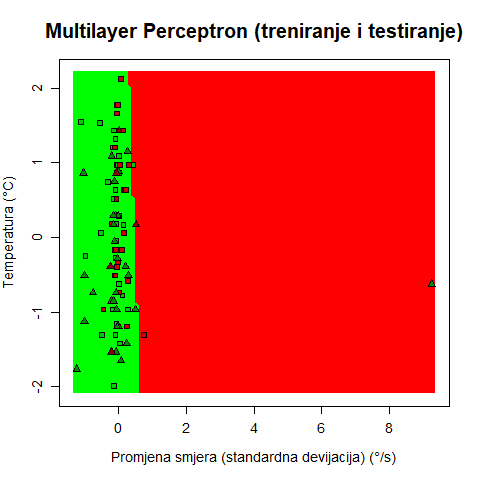 Multilayer Perceptron (treniranje i testiranje)
Temperatura (°C)
2
1
0
-1
-2
0 2 4 6 8
Promjena smjera (standardna devijacija) (°/s)